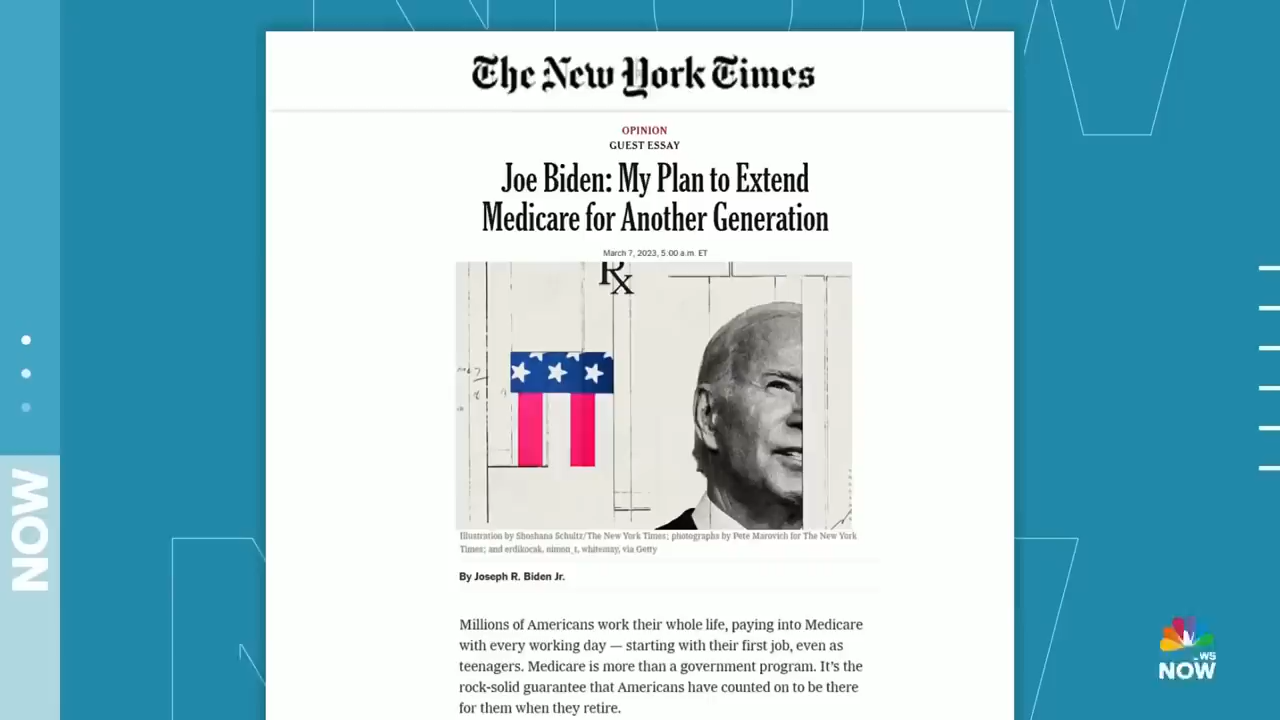 The New York Times
OPINION
GUEST ESSAY
Joe Biden: My Plan to Extend
Medicare for Another Generation
March 7, 2023, 5:00 a.m. ET
Rx
Illustration by Shoshana Schultz/The New York Times; photographs by Pete Marovich for The New York
Times; and erdikocak, nimon_t, whitemay, via Getty
By Joseph R. Biden Jr.
Millions of Americans work their whole life, paying into Medicare
with every working day — starting with their first job, even as
teenagers. Medicare is more than a government program. It's the
rock-solid guarantee that Americans have counted on to be there
for them when they retire.
NOW
NOW